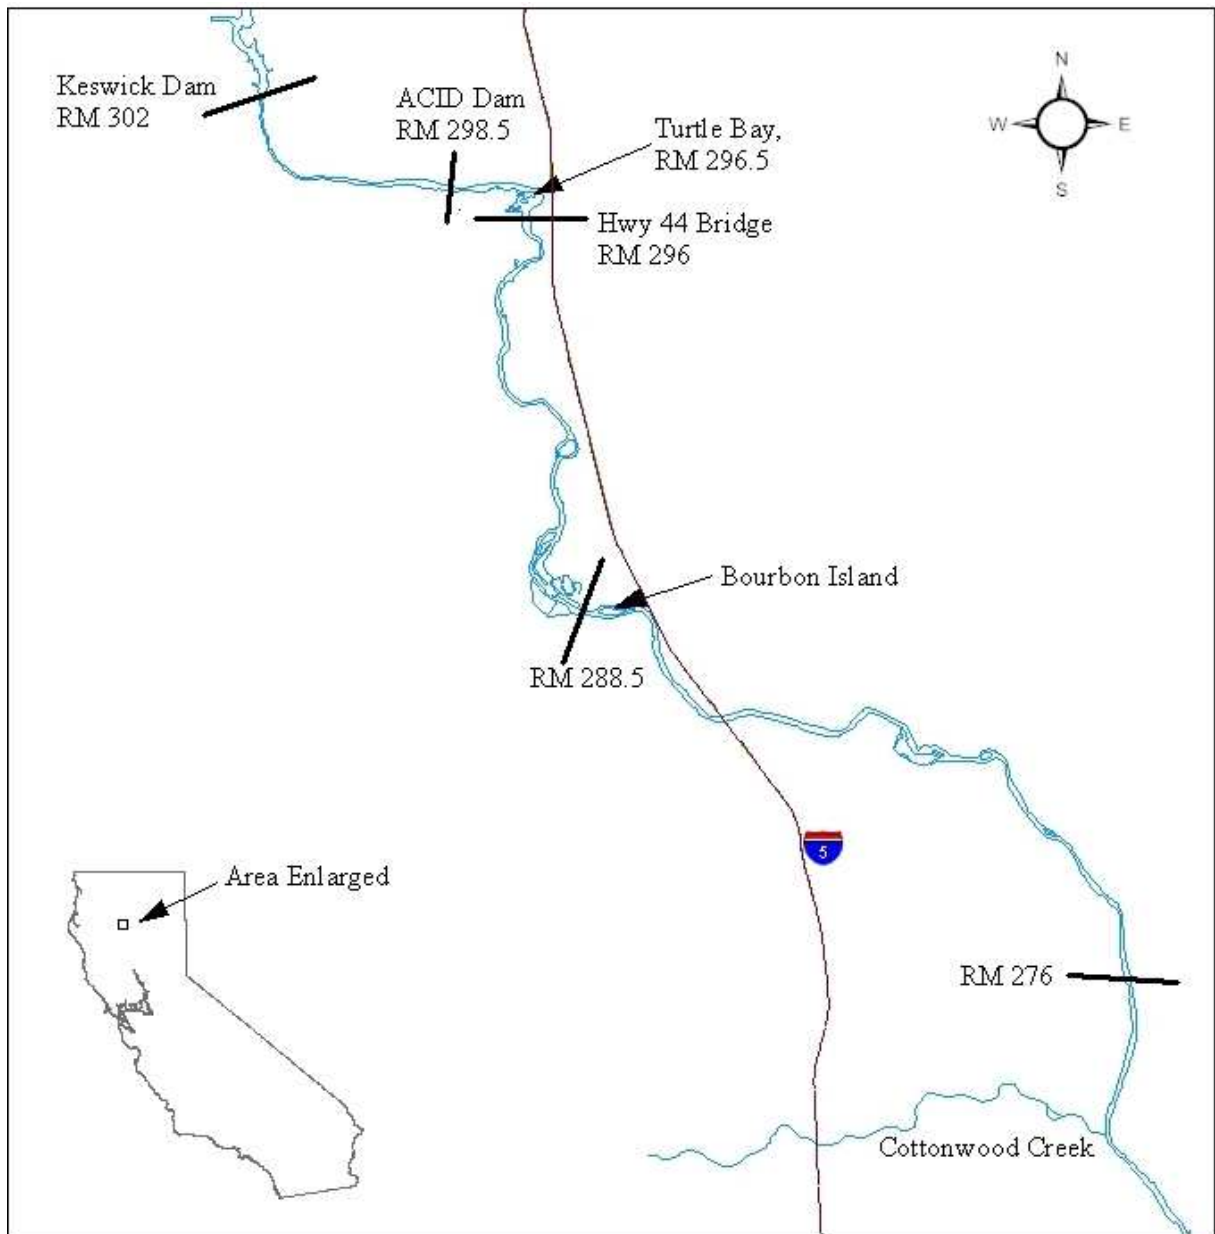 Keswick Dam
RM 302
ACID Dam
RM 298.5
Turtle Bay,
RM 296.5
Hwy 44 Bridge
RM 296
N
W
E
S
Bourbon Island
RM 288.5
5
Area Enlarged
RM 276
Cottonwood Creek